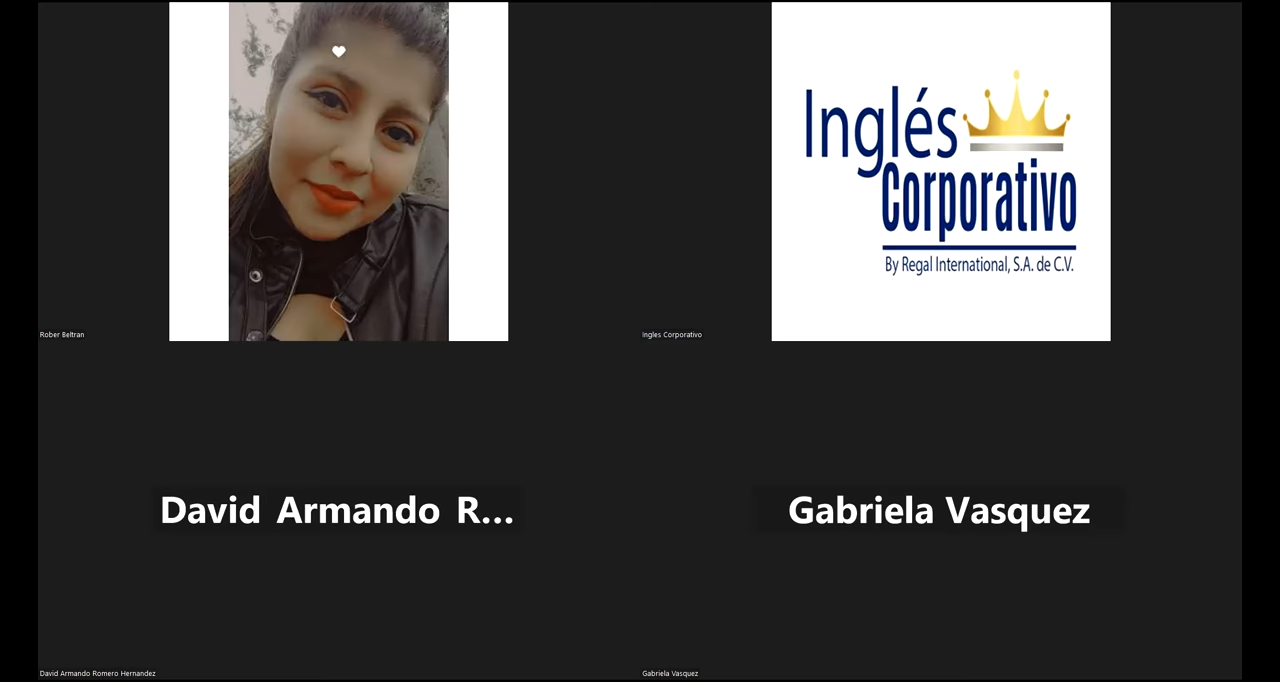 Inglés
Corporativo
By Regal International, S.A. de C.V.
Rober Beltran
Ingles Corporativo
David Armando R...
Gabriela Vasquez
David Armando Romero Hernandez
Gabriela Vasquez